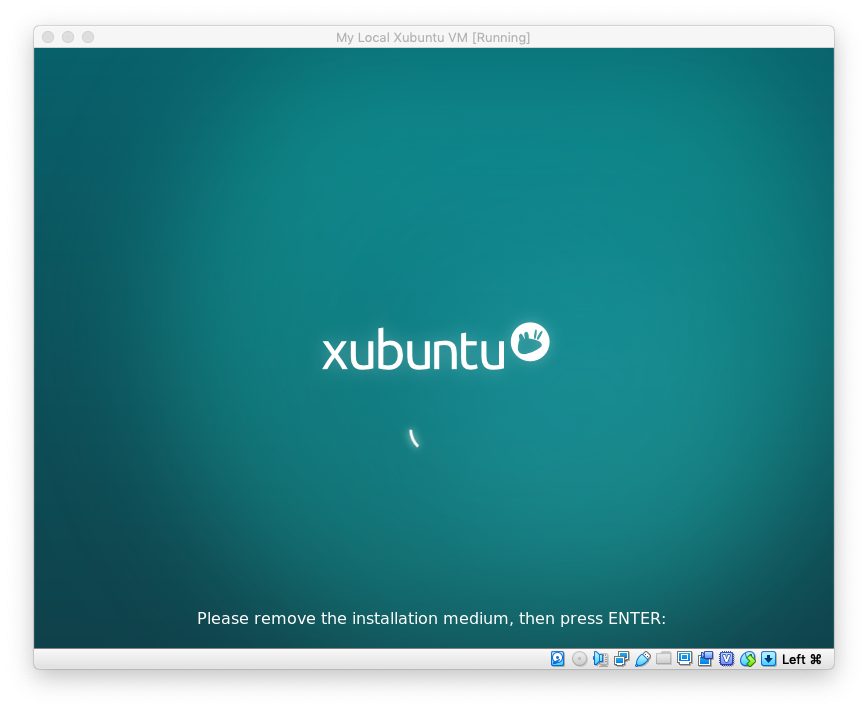 My Local Xubuntu VM [Running]
xubuntu
Please remove the installation medium, then press ENTER:
Left ⌘